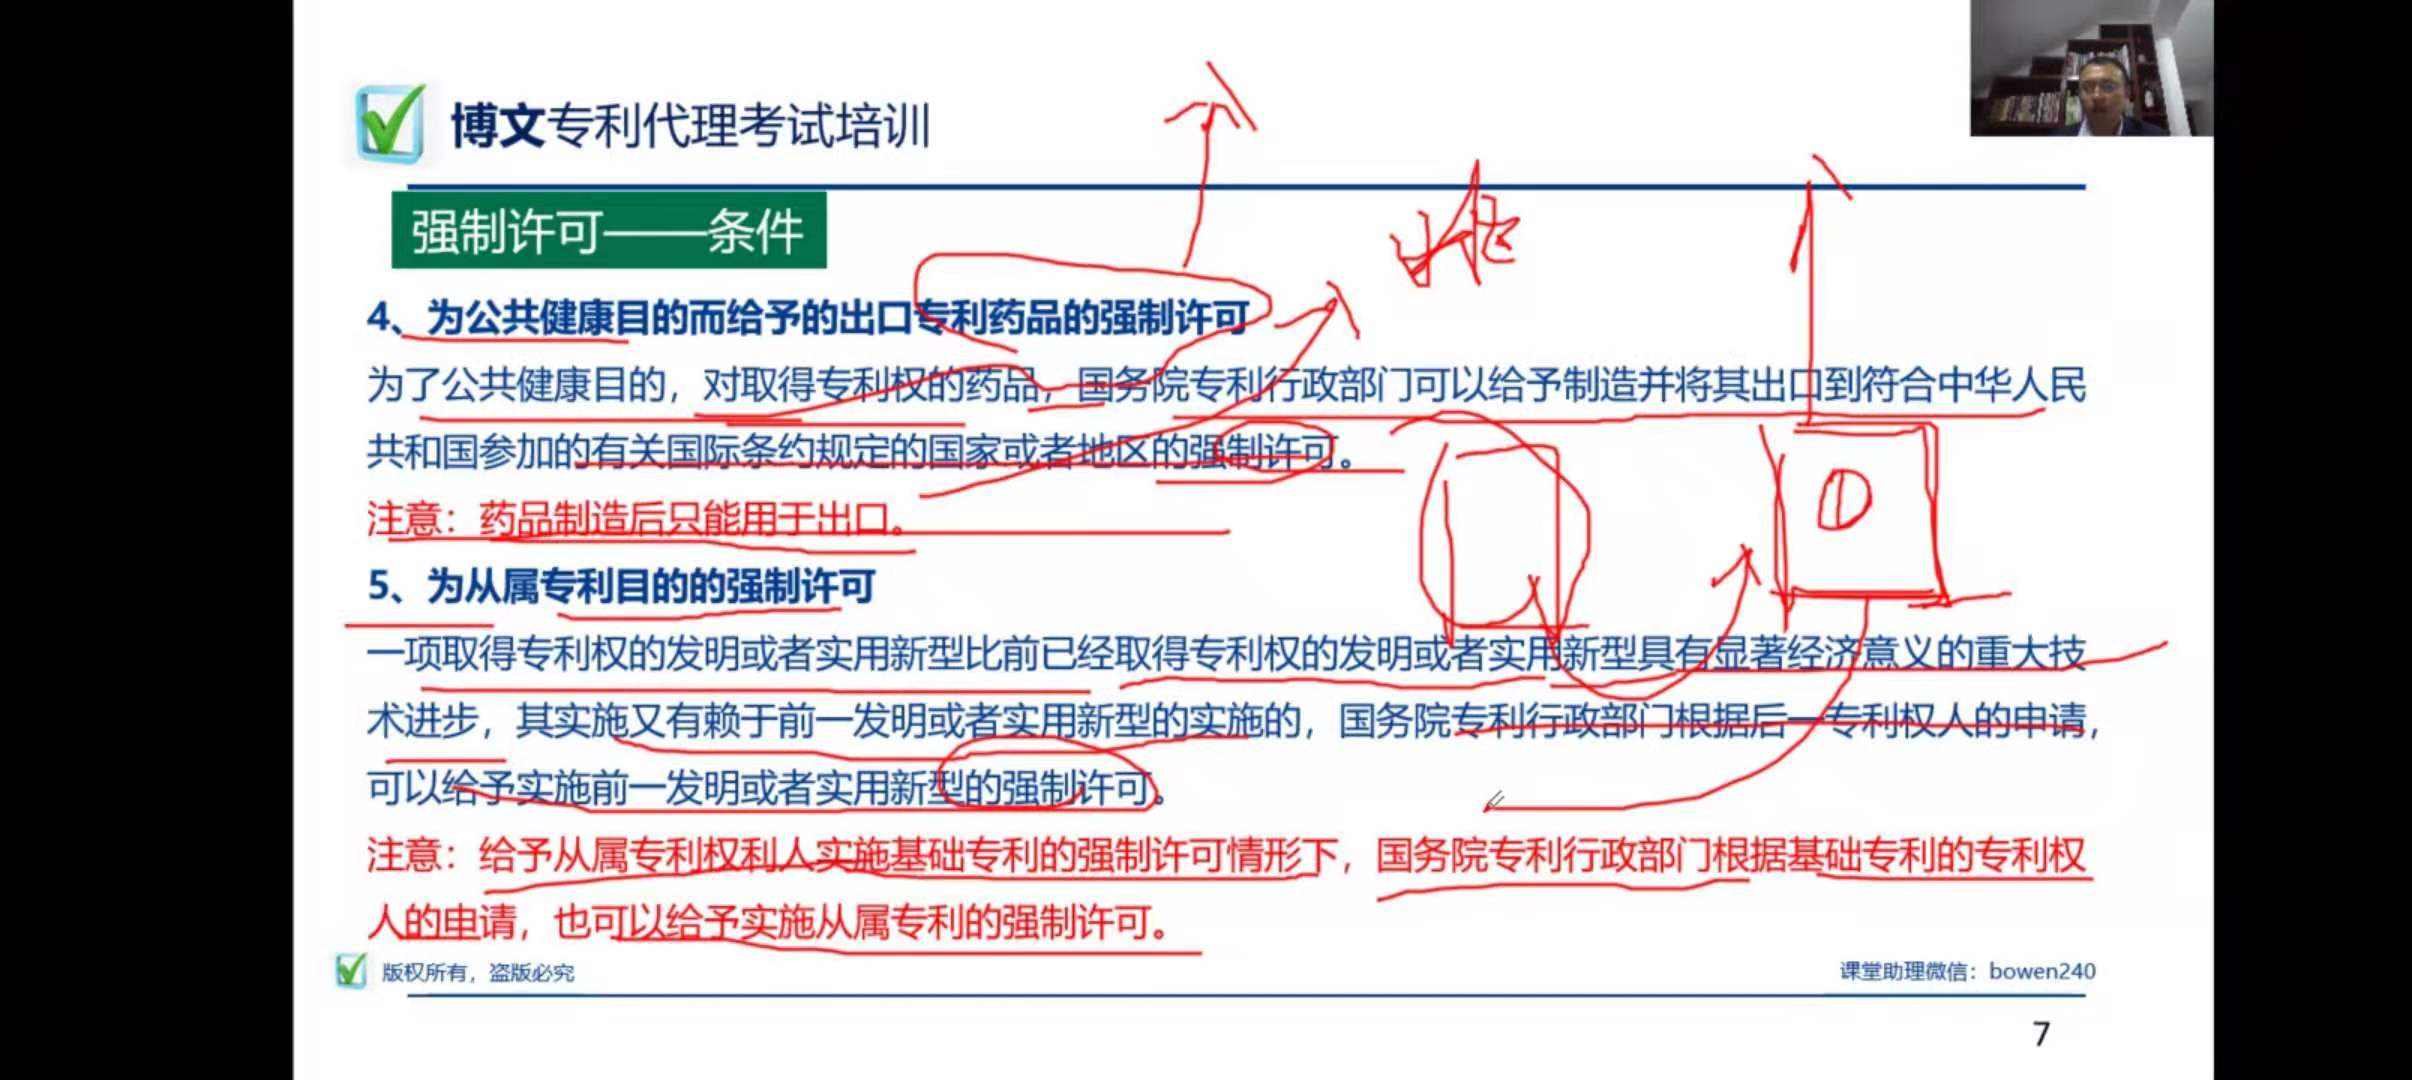 博文专利代理考试培训
强制许可——条件
4、为公共健康目的而给予的出口专利药品的强制许可
为了公共健康目的，对取得专利权的药品，国务院专利行政部门可以给予制造并将其出口到符合中华人民
共和国参加的有关国际条约规定的国家或者地区的强制许可。
注意：药品制造后只能用于出口。
5、为从属专利目的的强制许可
一项取得专利权的发明或者实用新型比前已经取得专利权的发明或者实用新型具有显著经济意义的重大技
术进步，其实施又有赖于前一发明或者实用新型的实施的，国务院专利行政部门根据后一专利权人的申请，
可以给予实施前一发明或者实用新型的强制许可。
注意：给予从属专利权利人实施基础专利的强制许可情形下，国务院专利行政部门根据基础专利的专利权
人的申请，也可以给予实施从属专利的强制许可。
版权所有，盗版必究
课堂助理微信：bowen240
7